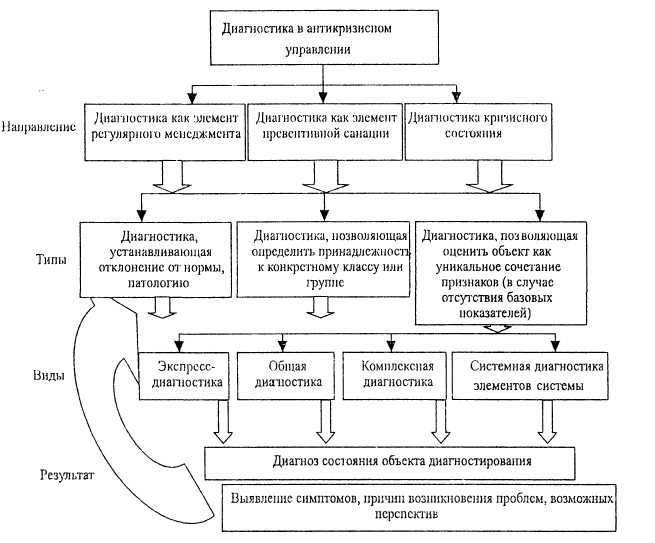 Диагностика в антикризисном
управлении
Направление
Диагностика как элемент
регулярного менеджмента
Диагностика как элемент
превентивной санации
Диагностика кризисного
состояния
Типы
Диагностика,
устанавливающая
отклонение от нормы,
патологию
Диагностика, позволяющая
определить принадлежность
к конкретному классу или
группе
Диагностика, позволяющая
оценить объект как
уникальное сочетание
признаков (в случае
отсутствия базовых
показателей)
Виды
Экспресс-
диагностика
Общая
диагностика
Комплексная
диагностика
Системная диагностика
элементов системы
Результат
Диагноз состояния объекта диагностирования
Выявление симптомов, причин возникновения проблем, возможных
перспектив